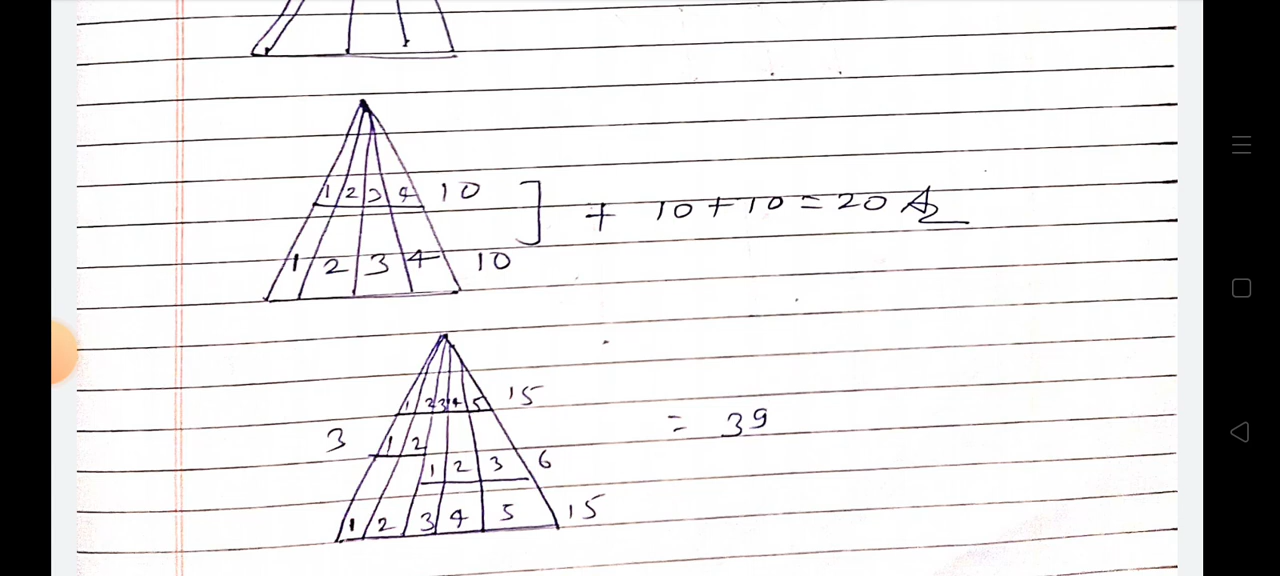 1 2 3 4 10
] + 10+10=20
1 2 3 4 10
1 2 3 4 5 15
= 39
3 1 2
1 2 3 6
1 2 3 4 5 15